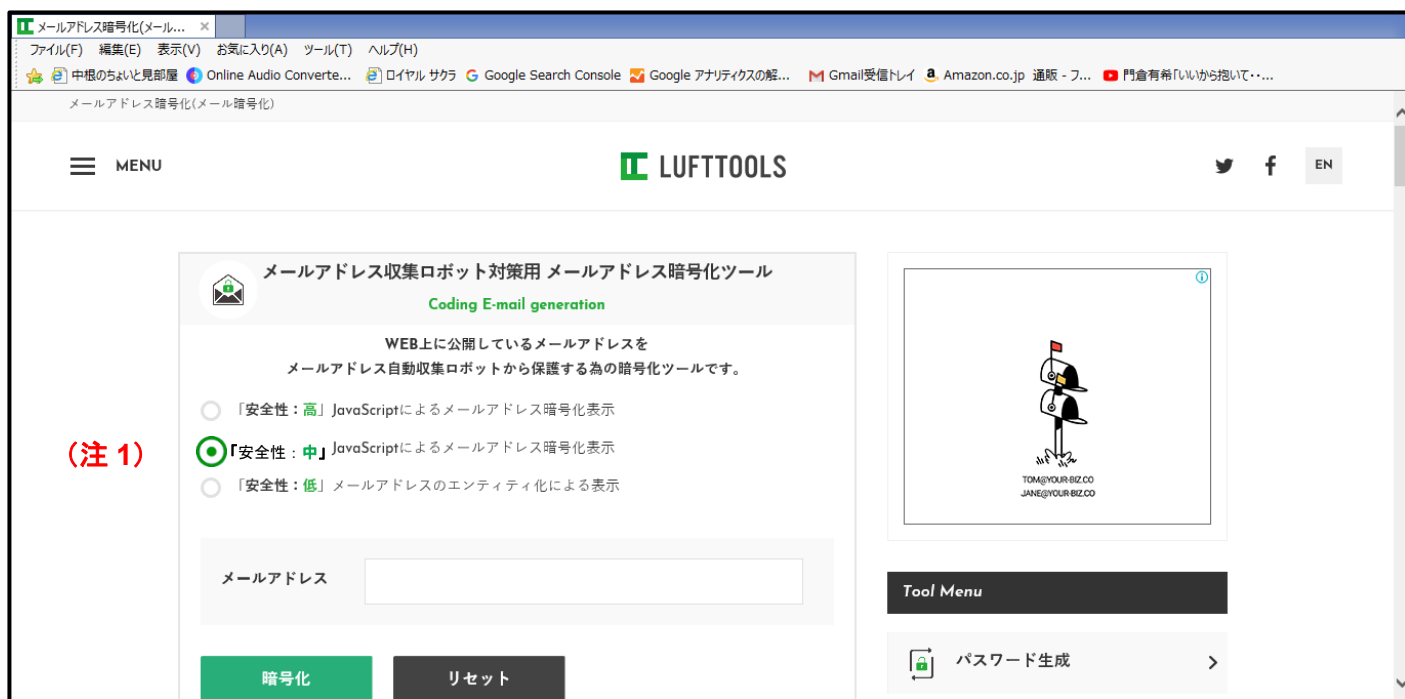 メールアドレス暗号化(メール...
ファイル(F) 編集(E) 表示(V) お気に入り(A) ツール(T) ヘルプ(H)
中根のちょいと見部屋 Online Audio Converte... ロイヤル サクラ Google Search Console Google アナリティクスの解... Gmail受信トレイ Amazon.co.jp 通販 - フ... 門倉有希「いいから抱いて・・...
メールアドレス暗号化(メール暗号化)
MENU LUFTTOOLS EN
メールアドレス収集ロボット対策用 メールアドレス暗号化ツール
Coding E-mail generation
WEB上に公開しているメールアドレスを
メールアドレス自動収集ロボットから保護する為の暗号化ツールです。
「安全性：高」JavaScriptによるメールアドレス暗号化表示
（注 1） 「安全性：中」JavaScriptによるメールアドレス暗号化表示
「安全性：低」メールアドレスのエンティティ化による表示
メールアドレス
暗号化 リセット
TOM@YOUR-BIZ.CO
JANE@YOUR-BIZ.CO
Tool Menu
パスワード生成